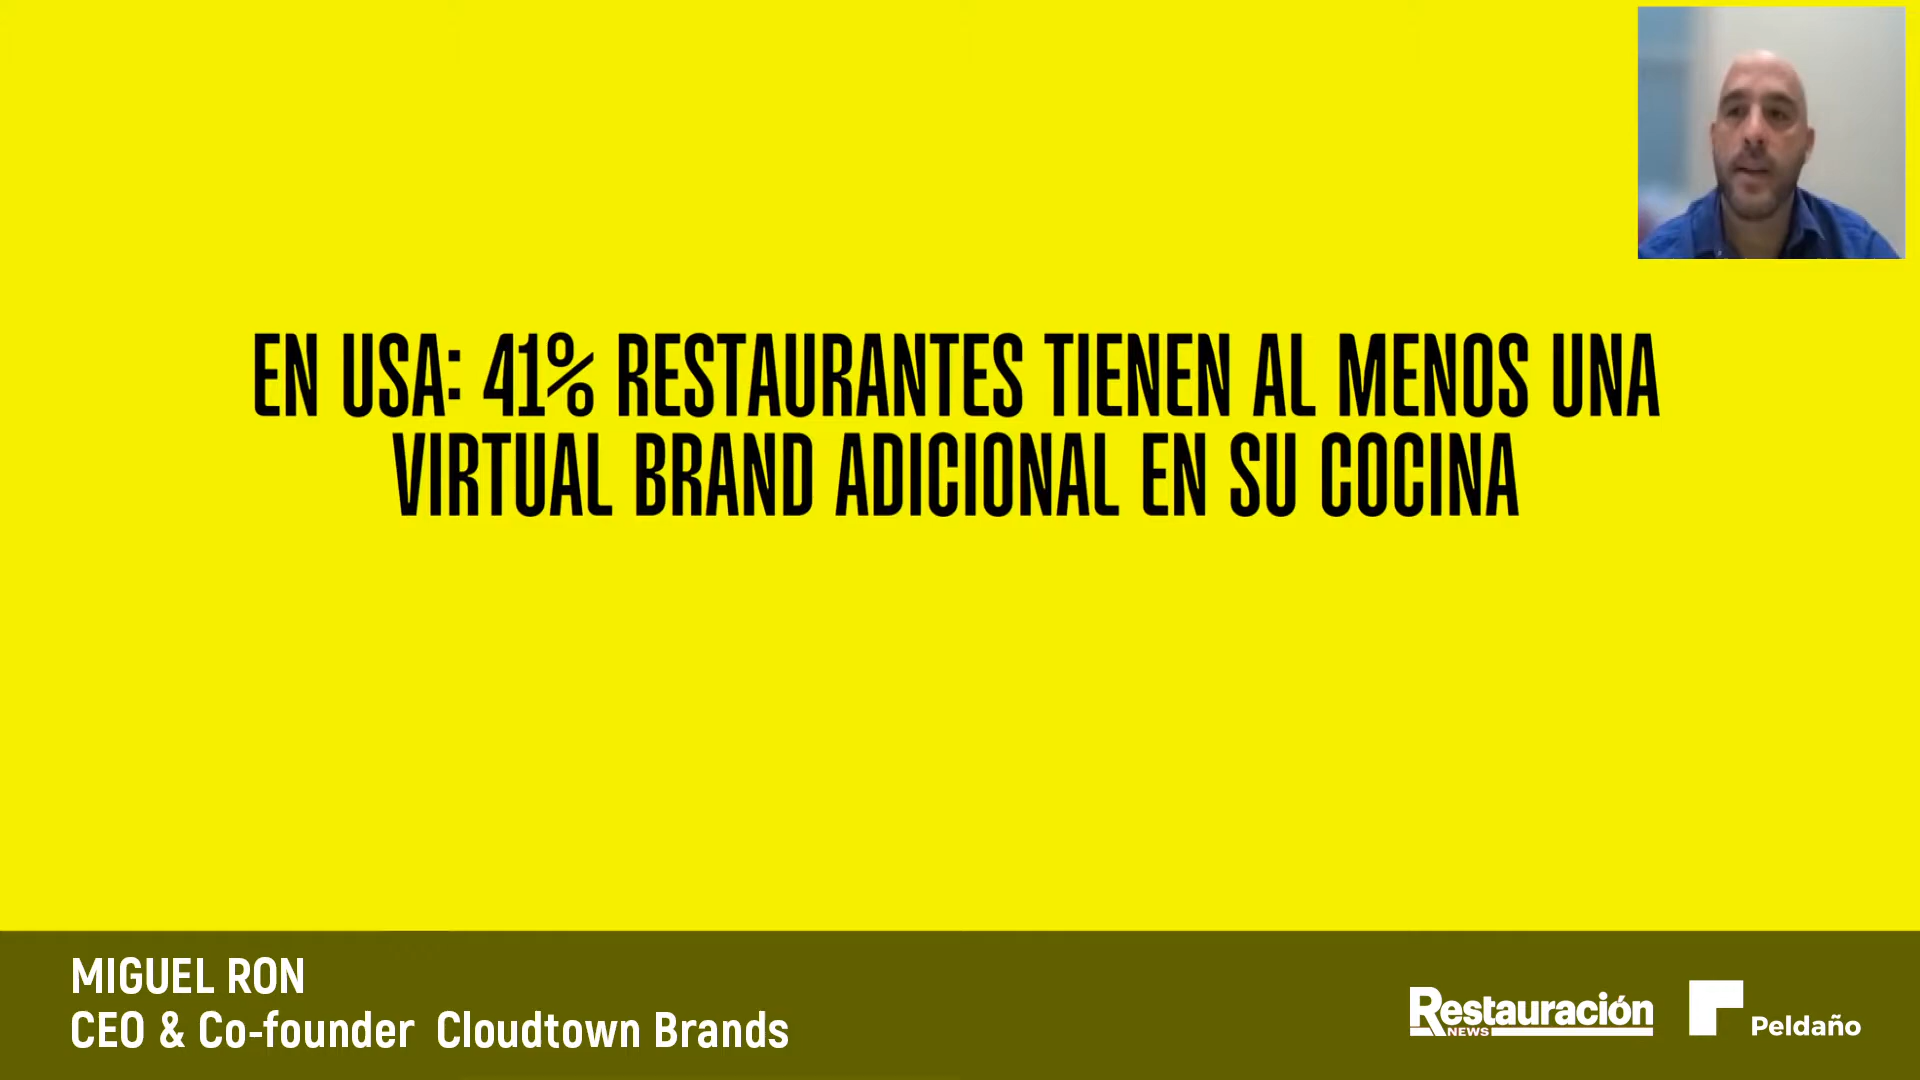 EN USA: 41% RESTAURANTES TIENEN AL MENOS UNA
VIRTUAL BRAND ADICIONAL EN SU COCINA
MIGUEL RON
CEO & Co-founder Cloudtown Brands
Restauración
NEWS
Peldaño